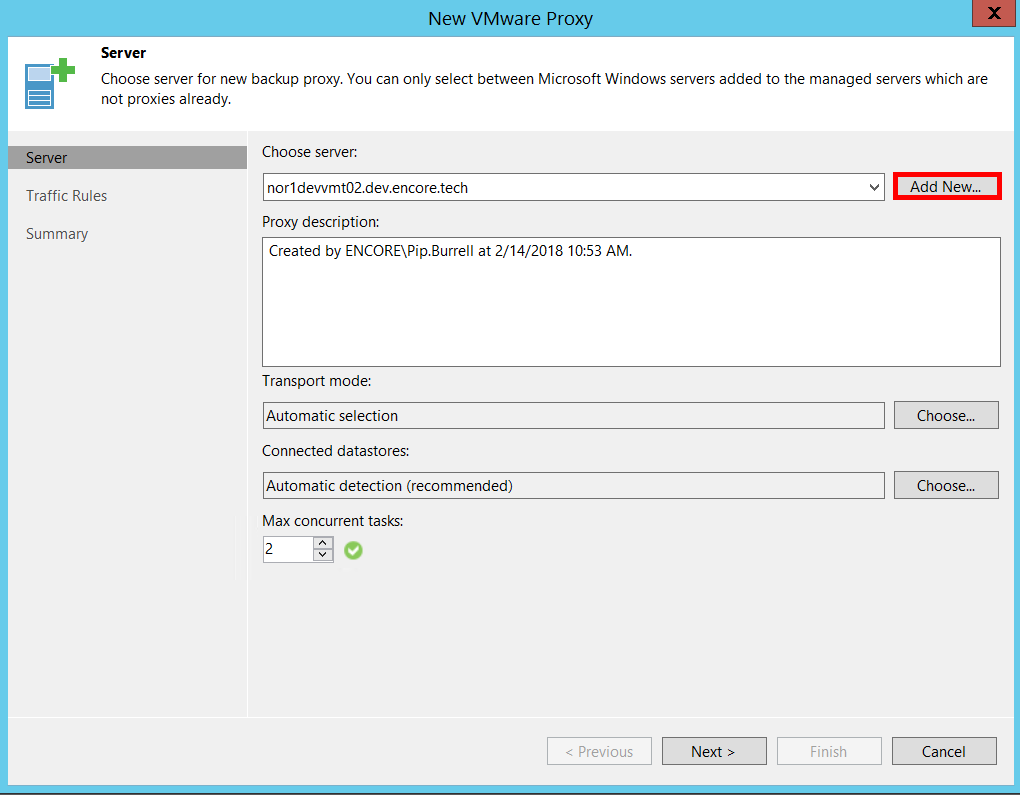 New VMware Proxy
X
Server
Choose server for new backup proxy. You can only select between Microsoft Windows servers added to the managed servers which are
not proxies already.
Server
Traffic Rules
Summary
Choose server:
nor1devvmt02.dev.encore.tech
Add New...
Proxy description:
Created by ENCORE\Pip.Burrell at 2/14/2018 10:53 AM.
Transport mode:
Automatic selection
Choose...
Connected datastores:
Automatic detection (recommended)
Choose...
Max concurrent tasks:
2
< Previous
Next >
Finish
Cancel